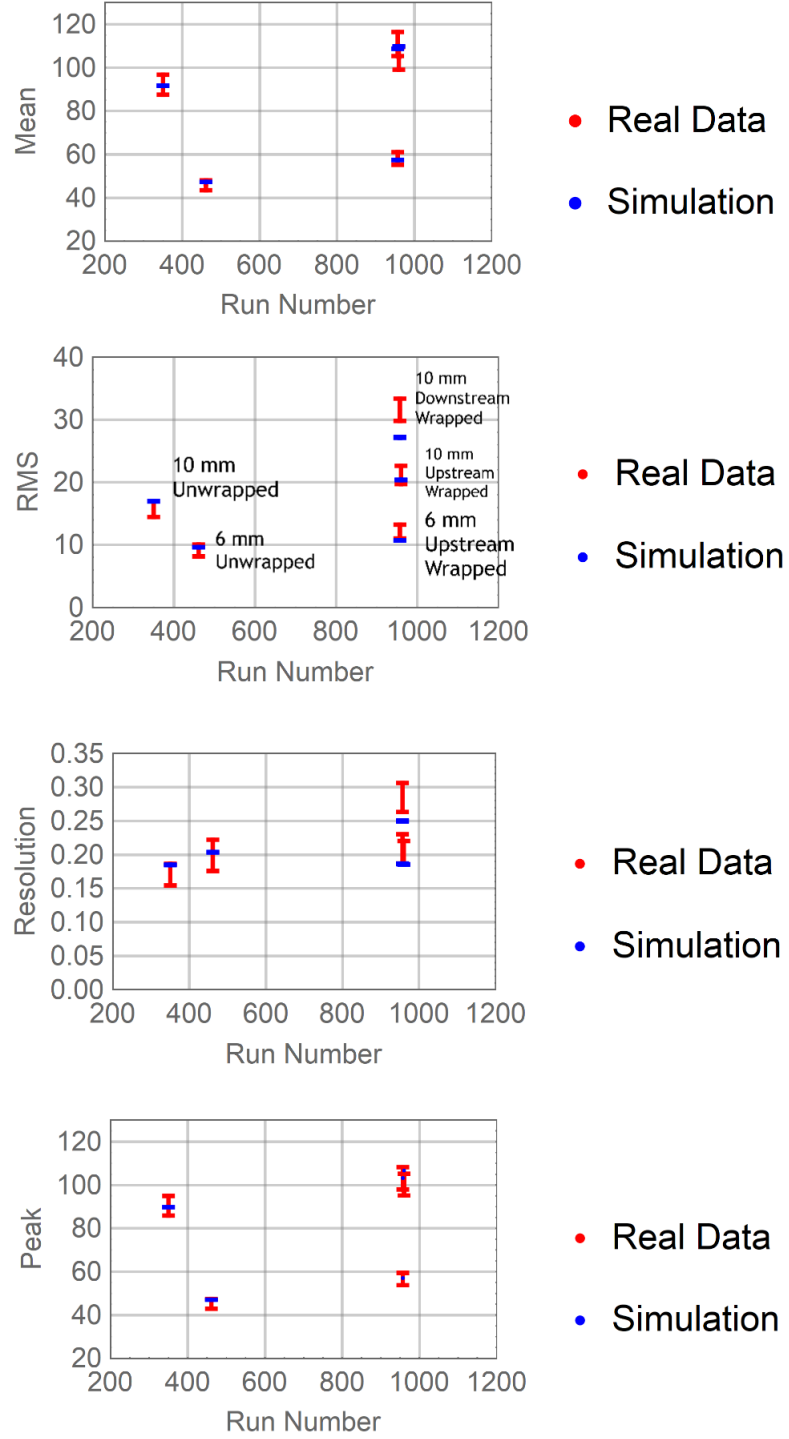 120
100
80
60
40
20
Mean
200 400 600 800 1000 1200
Run Number
Real Data
Simulation
40
30
20
10
0
RMS
10 mm
Downstream
Wrapped
10 mm
Unwrapped
10 mm
Upstream
Wrapped
6 mm
Unwrapped
6 mm
Upstream
Wrapped
200 400 600 800 1000 1200
Run Number
Real Data
Simulation
0.35
0.30
0.25
0.20
0.15
0.10
0.05
0.00
Resolution
200 400 600 800 1000 1200
Run Number
Real Data
Simulation
120
100
80
60
40
20
Peak
200 400 600 800 1000 1200
Run Number
Real Data
Simulation